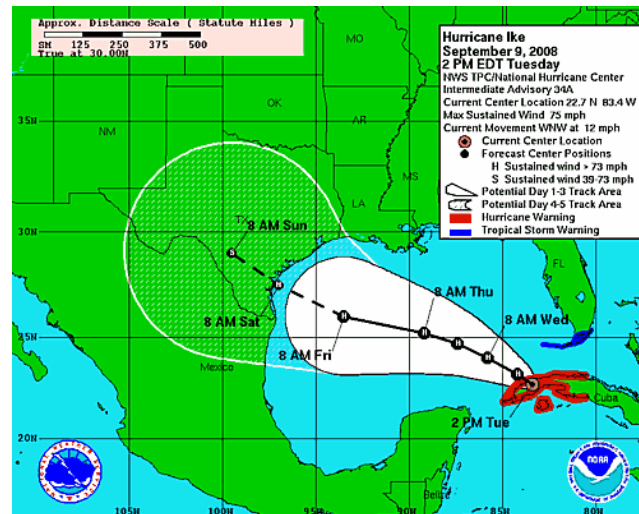 Approx. Distance Scale ( Statute Miles )
SM 125 250 375 500
True at 30.00N
Hurricane Ike
September 9, 2008
2 PM EDT Tuesday
NWS TPC/National Hurricane Center
Intermediate Advisory 34A
Current Center Location 22.7 N 83.4 W
Max Sustained Wind 75 mph
Current Movement WNW at 12 mph
Current Center Location
Forecast Center Positions
H Sustained wind > 73 mph
S Sustained wind 39-73 mph
Potential Day 1-3 Track Area
Potential Day 4-5 Track Area
Hurricane Warning
Tropical Storm Warning
MO
35N
OK
NM
AR
MS
LA
TX
8 AM Sun
30N
S
FL
H
8 AM Thu
8 AM Sat
H
H
25N
8 AM Wed
H
H
8 AM Fri
H
Mexico
Cuba
2 PM Tue
20N
NOAA
Belize
105W 100W 95W 90W 85W 80W